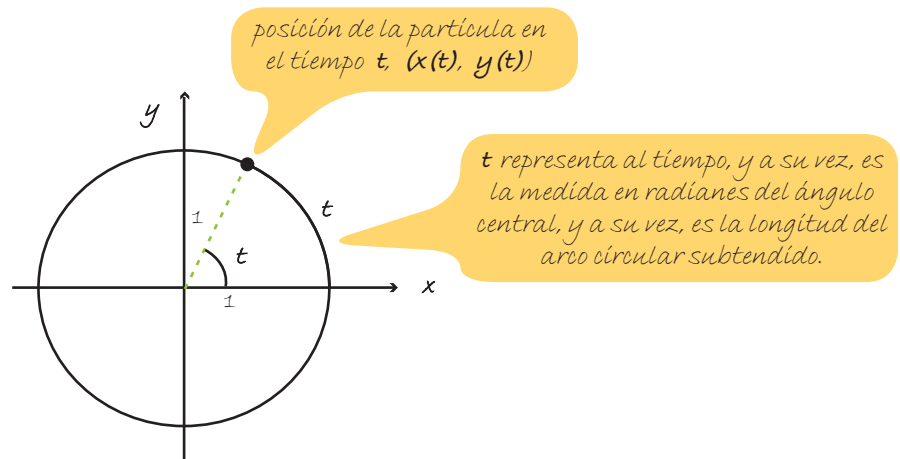 posición de la partícula en
el tiempo t, (x(t), y(t))
y
t representa al tiempo, y a su vez, es
la medida en radianes del ángulo
central, y a su vez, es la longitud del
arco circular subtendido.
t
1
t
1
x